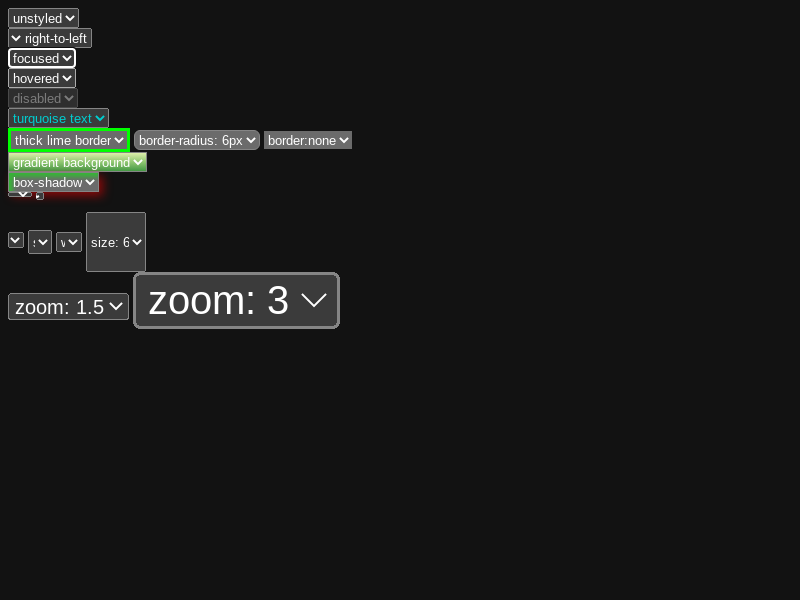 unstyled
right-to-left
focused
hovered
disabled
turquoise text
thick lime border border-radius: 6px border:none
gradient background
box-shadow
size: 6
zoom: 1.5 zoom: 3